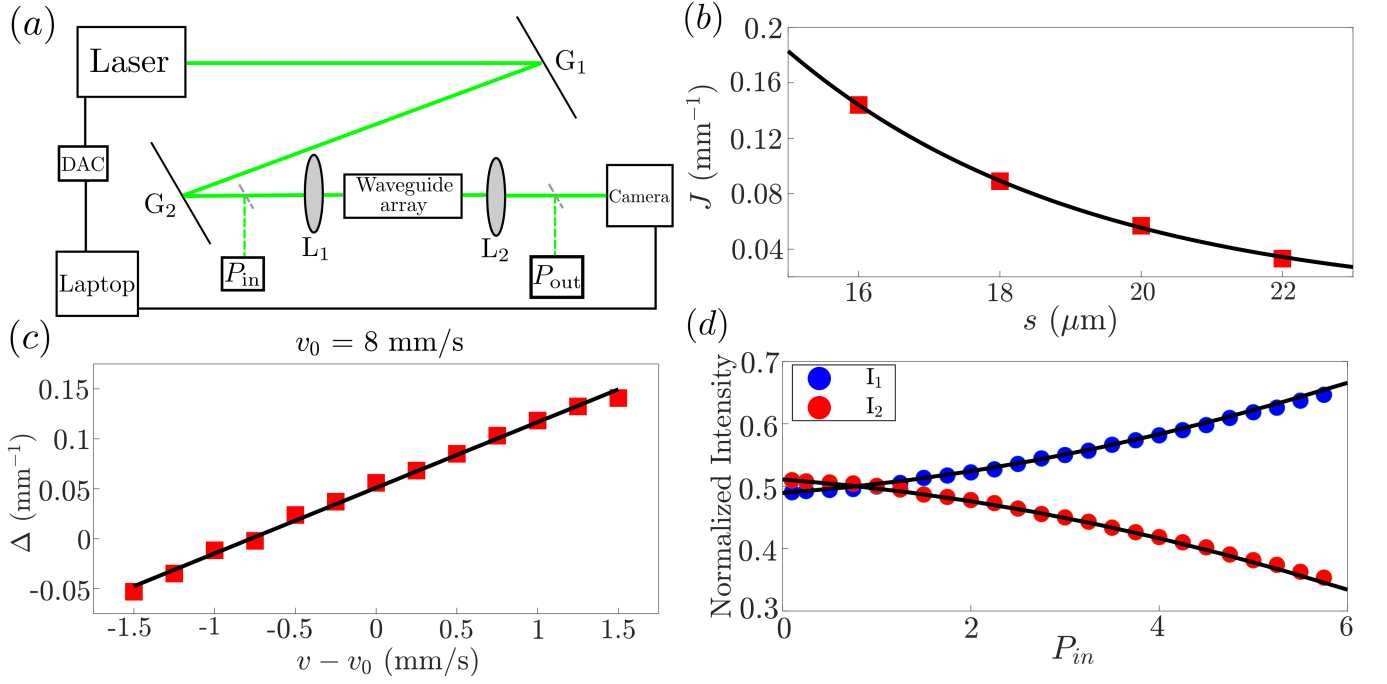 (a)
Laser
G₁
DAC
G₂
Waveguide
array
Camera
L₁
L₂
Laptop
P_in
P_out
(b)
0.2
0.16
0.12
0.08
0.04
J (mm⁻¹)
16 18 20 22
s (μm)
(c)
v₀ = 8 mm/s
0.15
0.1
0.05
0
-0.05
Δ (mm⁻¹)
-1.5 -1 -0.5 0 0.5 1 1.5
v − v₀ (mm/s)
(d)
0.7
0.6
0.5
0.4
0.3
Normalized Intensity
I₁
I₂
0 2 4 6
P_in